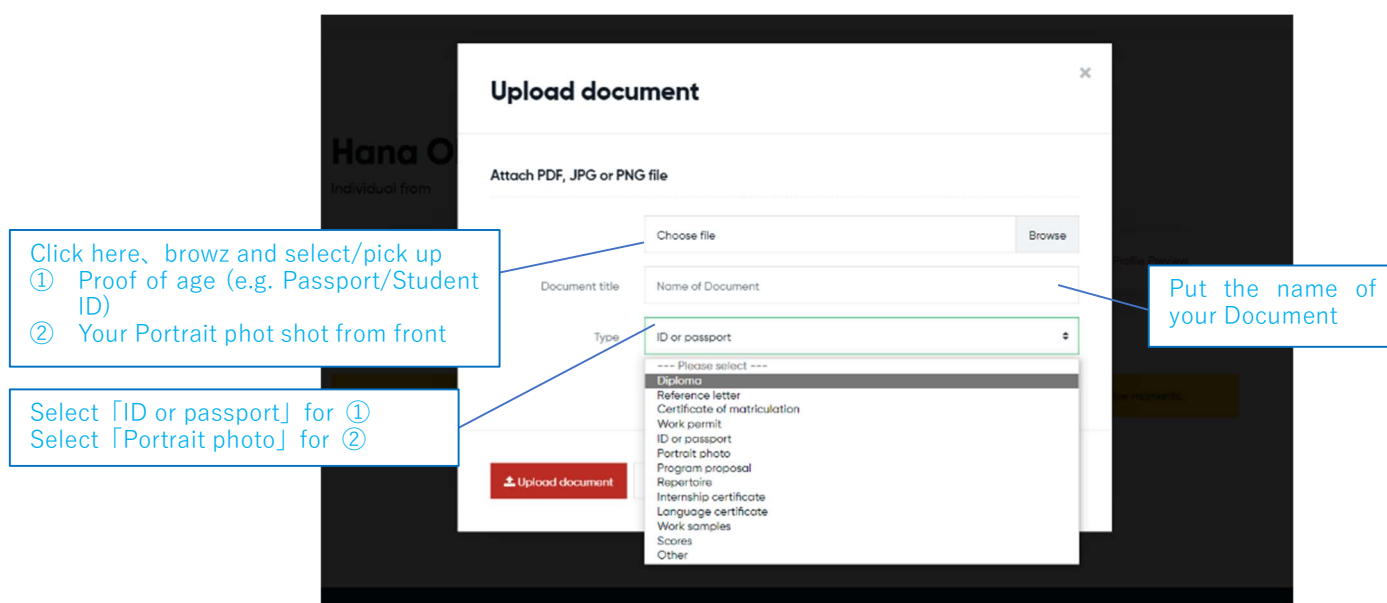 Upload document
×
Hana O
Individual from
Attach PDF, JPG or PNG file
Choose file
Browse
Click here、browz and select/pick up
① Proof of age (e.g. Passport/Student
ID)
② Your Portrait phot shot from front
Profile Preview
Document title
Name of Document
Put the name of
your Document
Type
ID or passport
--- Please select ---
Diploma
Reference letter
Certificate of matriculation
Work permit
ID or passport
Portrait photo
Program proposal
Repertoire
Internship certificate
Language certificate
Work samples
Scores
Other
Select「ID or passport」for ①
Select「Portrait photo」for ②
Upload document